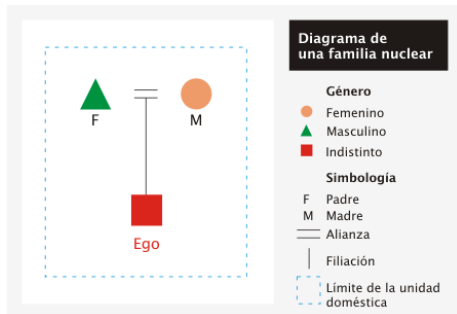 Diagrama de
una familia nuclear
F
M
Ego
Género
Femenino
Masculino
Indistinto
Simbología
F Padre
M Madre
Alianza
Filiación
Límite de la unidad
doméstica